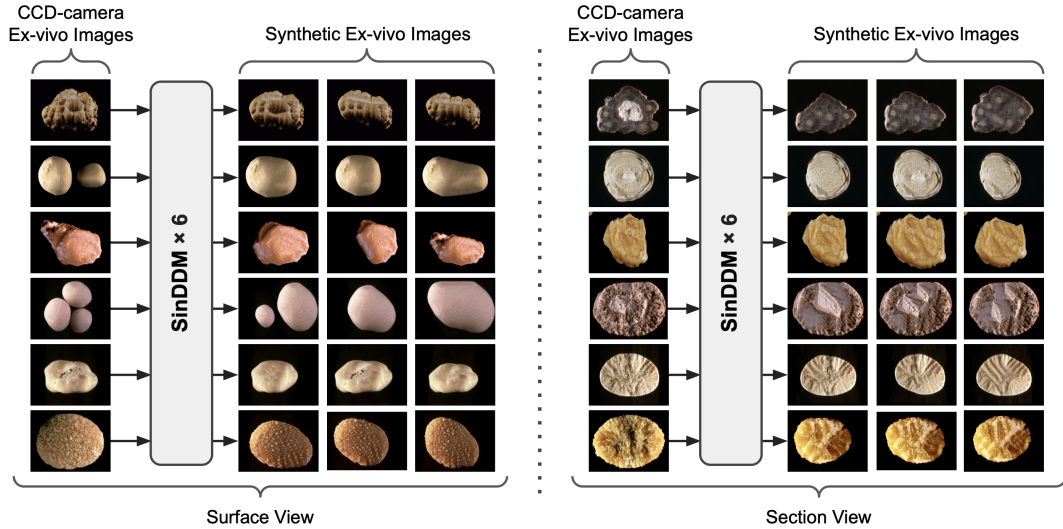 CCD-camera
Ex-vivo Images
Synthetic Ex-vivo Images
SinDDM × 6
Surface View
CCD-camera
Ex-vivo Images
Synthetic Ex-vivo Images
SinDDM × 6
Section View